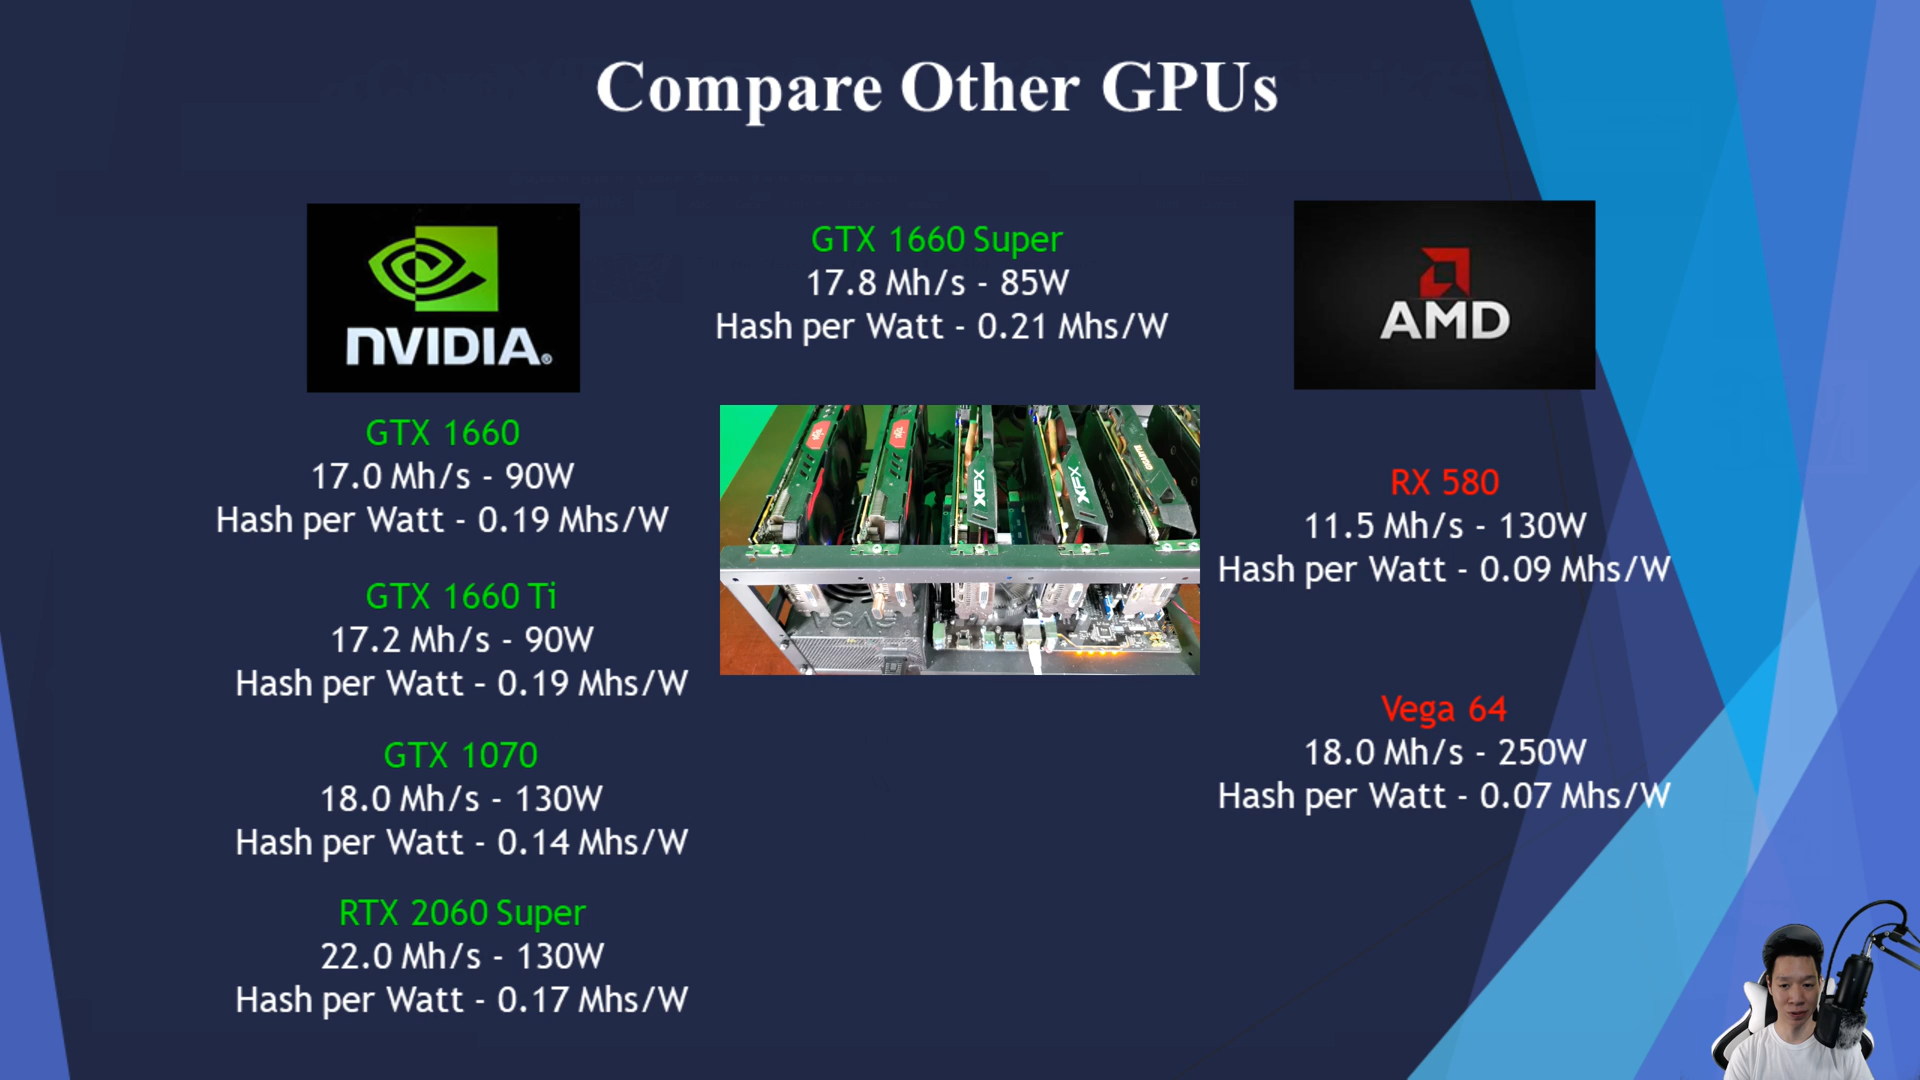 Compare Other GPUs
nVIDIA®
GTX 1660
17.0 Mh/s - 90W
Hash per Watt - 0.19 Mhs/W
GTX 1660 Ti
17.2 Mh/s - 90W
Hash per Watt - 0.19 Mhs/W
GTX 1070
18.0 Mh/s - 130W
Hash per Watt - 0.14 Mhs/W
RTX 2060 Super
22.0 Mh/s - 130W
Hash per Watt - 0.17 Mhs/W
GTX 1660 Super
17.8 Mh/s - 85W
Hash per Watt - 0.21 Mhs/W
XFX
XFX
GIGABYTE
EVGA
AMD
RX 580
11.5 Mh/s - 130W
Hash per Watt - 0.09 Mhs/W
Vega 64
18.0 Mh/s - 250W
Hash per Watt - 0.07 Mhs/W